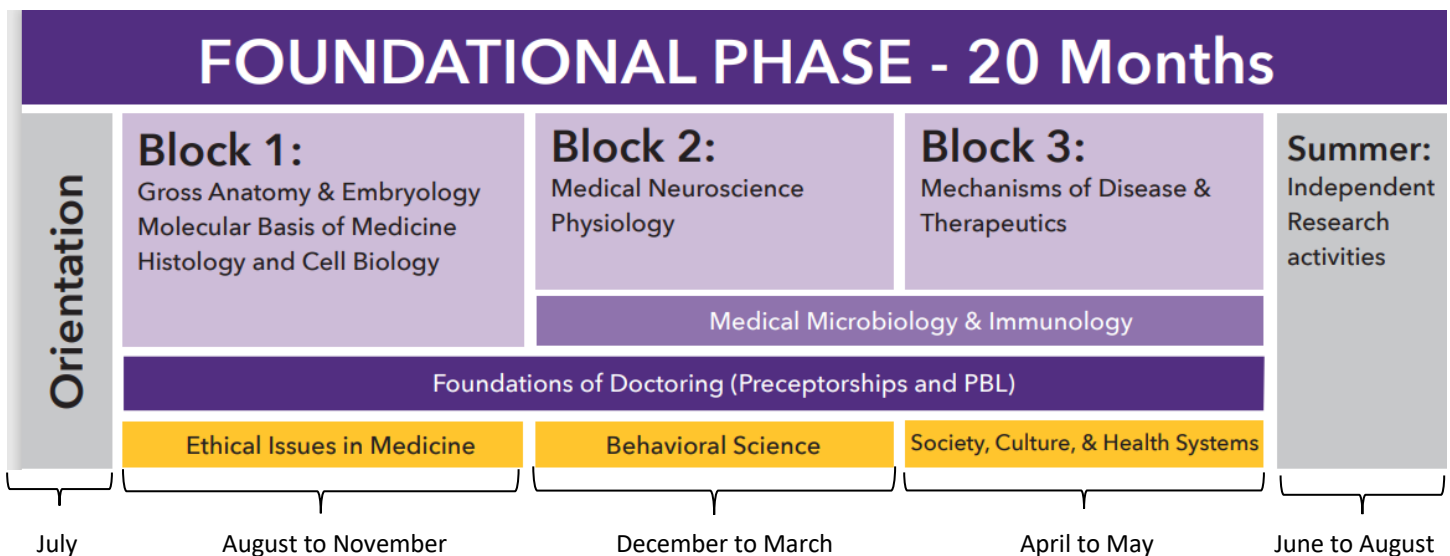 FOUNDATIONAL PHASE - 20 Months
Orientation
Block 1:
Gross Anatomy & Embryology
Molecular Basis of Medicine
Histology and Cell Biology
Block 2:
Medical Neuroscience
Physiology
Block 3:
Mechanisms of Disease &
Therapeutics
Summer:
Independent
Research
activities
Medical Microbiology & Immunology
Foundations of Doctoring (Preceptorships and PBL)
Ethical Issues in Medicine
Behavioral Science
Society, Culture, & Health Systems
July
August to November
December to March
April to May
June to August